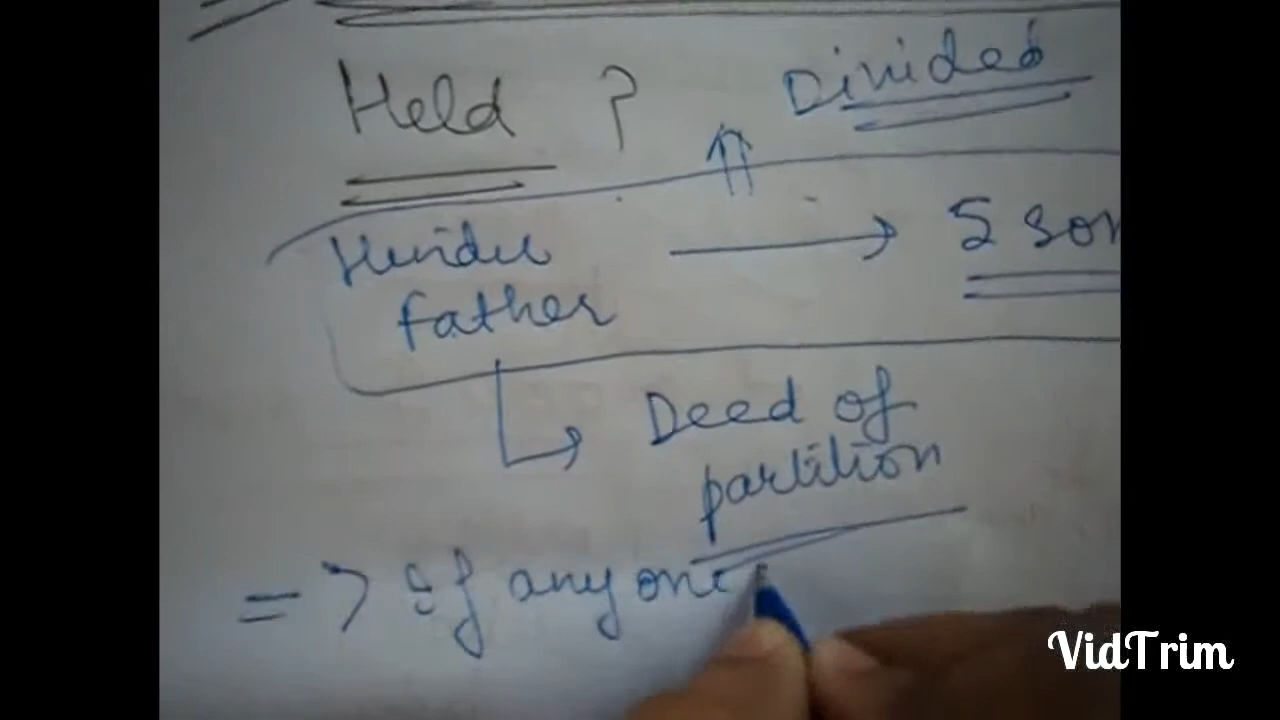 Held ?
Divided
Hindu
father
→ 5 son
Deed of
partition
=> If any one
VidTrim